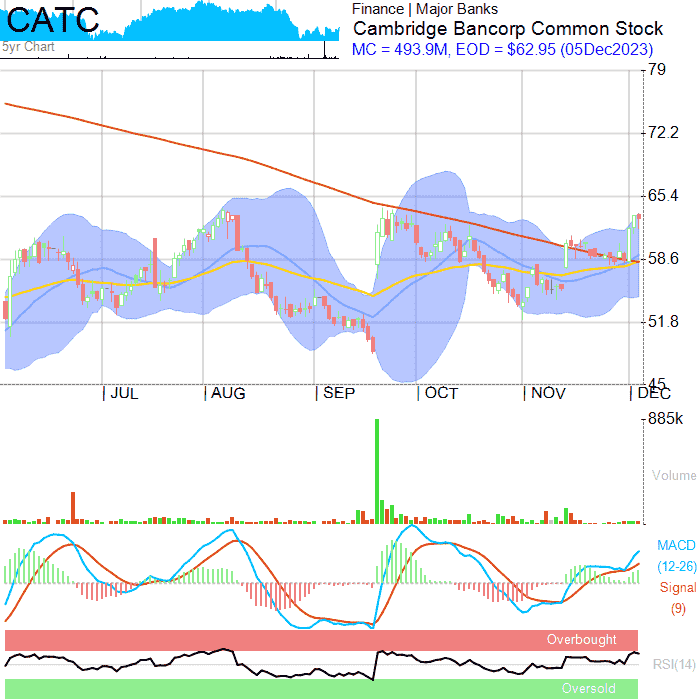 CATC
5yr Chart
Finance | Major Banks
Cambridge Bancorp Common Stock
MC = 493.9M, EOD = $62.95 (05Dec2023)
79
72.2
65.4
58.6
51.8
45
JUL AUG SEP OCT NOV DEC
885k
Volume
MACD
(12-26)
Signal
(9)
Overbought
RSI(14)
Oversold